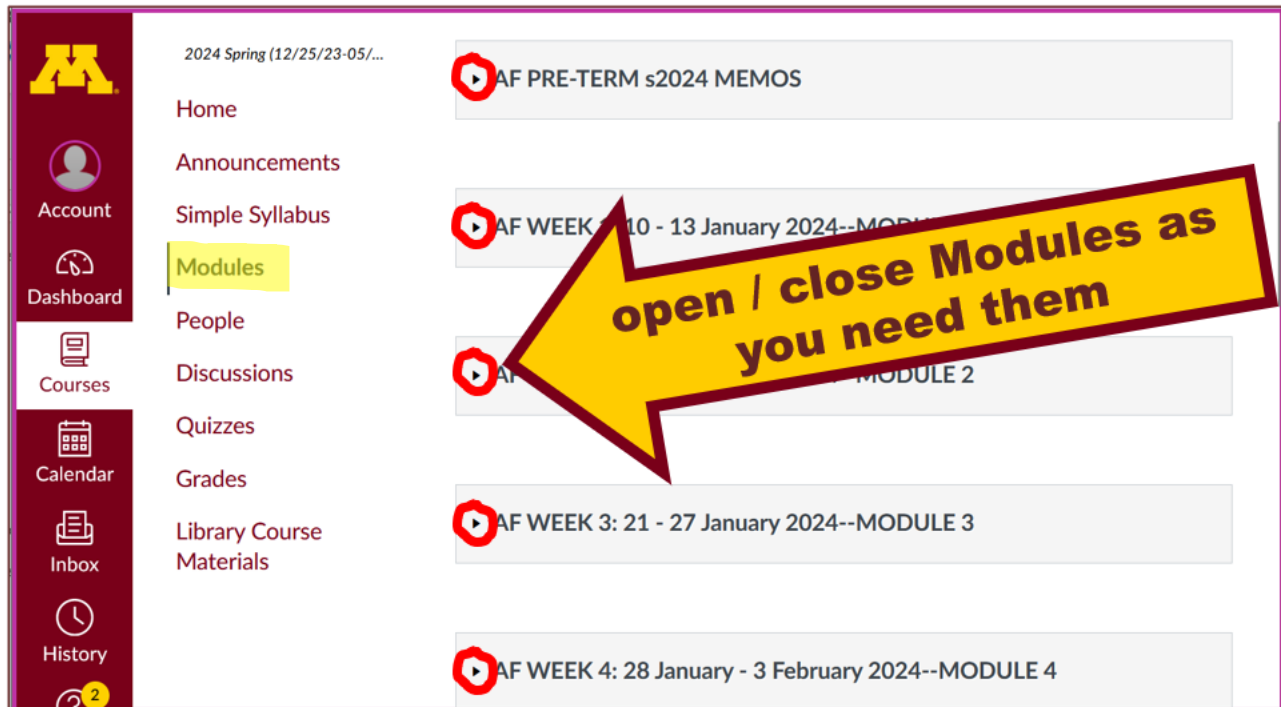 M
Account
Dashboard
Courses
Calendar
Inbox
History
2
2024 Spring (12/25/23-05/...
Home
Announcements
Simple Syllabus
Modules
People
Discussions
Quizzes
Grades
Library Course
Materials
AF PRE-TERM s2024 MEMOS
AF WEEK 10 - 13 January 2024--MODU
MODULE 2
AF WEEK 3: 21 - 27 January 2024--MODULE 3
AF WEEK 4: 28 January - 3 February 2024--MODULE 4
open / close Modules as
you need them